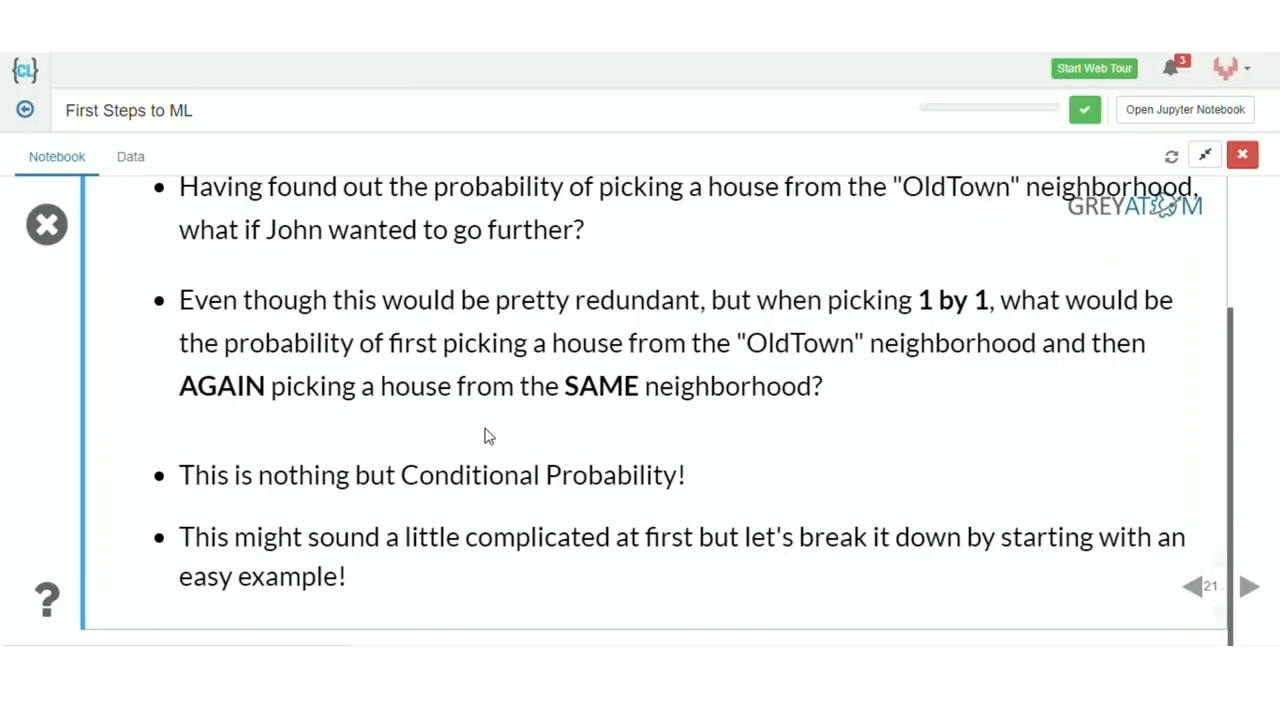 {CL}
Start Web Tour
3
First Steps to ML
Open Jupyter Notebook
Notebook
Data
• Having found out the probability of picking a house from the "OldTown" neighborhood,
what if John wanted to go further?
GREYATOM
• Even though this would be pretty redundant, but when picking 1 by 1, what would be
the probability of first picking a house from the "OldTown" neighborhood and then
AGAIN picking a house from the SAME neighborhood?
• This is nothing but Conditional Probability!
• This might sound a little complicated at first but let's break it down by starting with an
easy example!
?
21